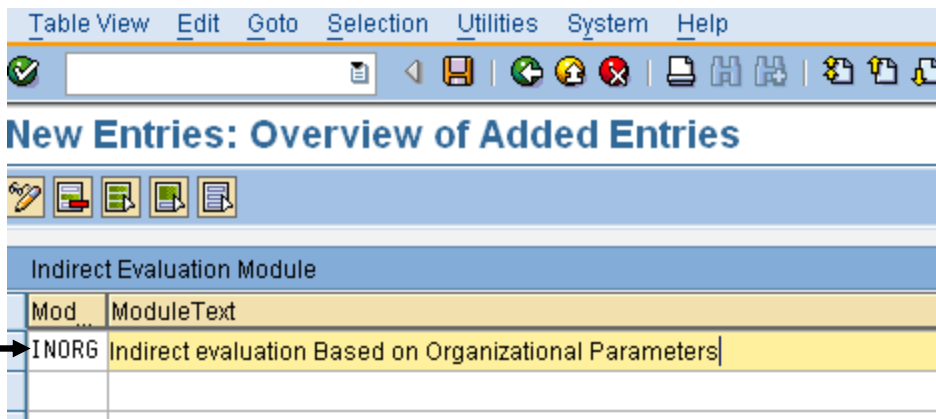 Table View Edit Goto Selection Utilities System Help
New Entries: Overview of Added Entries
Indirect Evaluation Module
Mod... ModuleText
INORG Indirect evaluation Based on Organizational Parameters